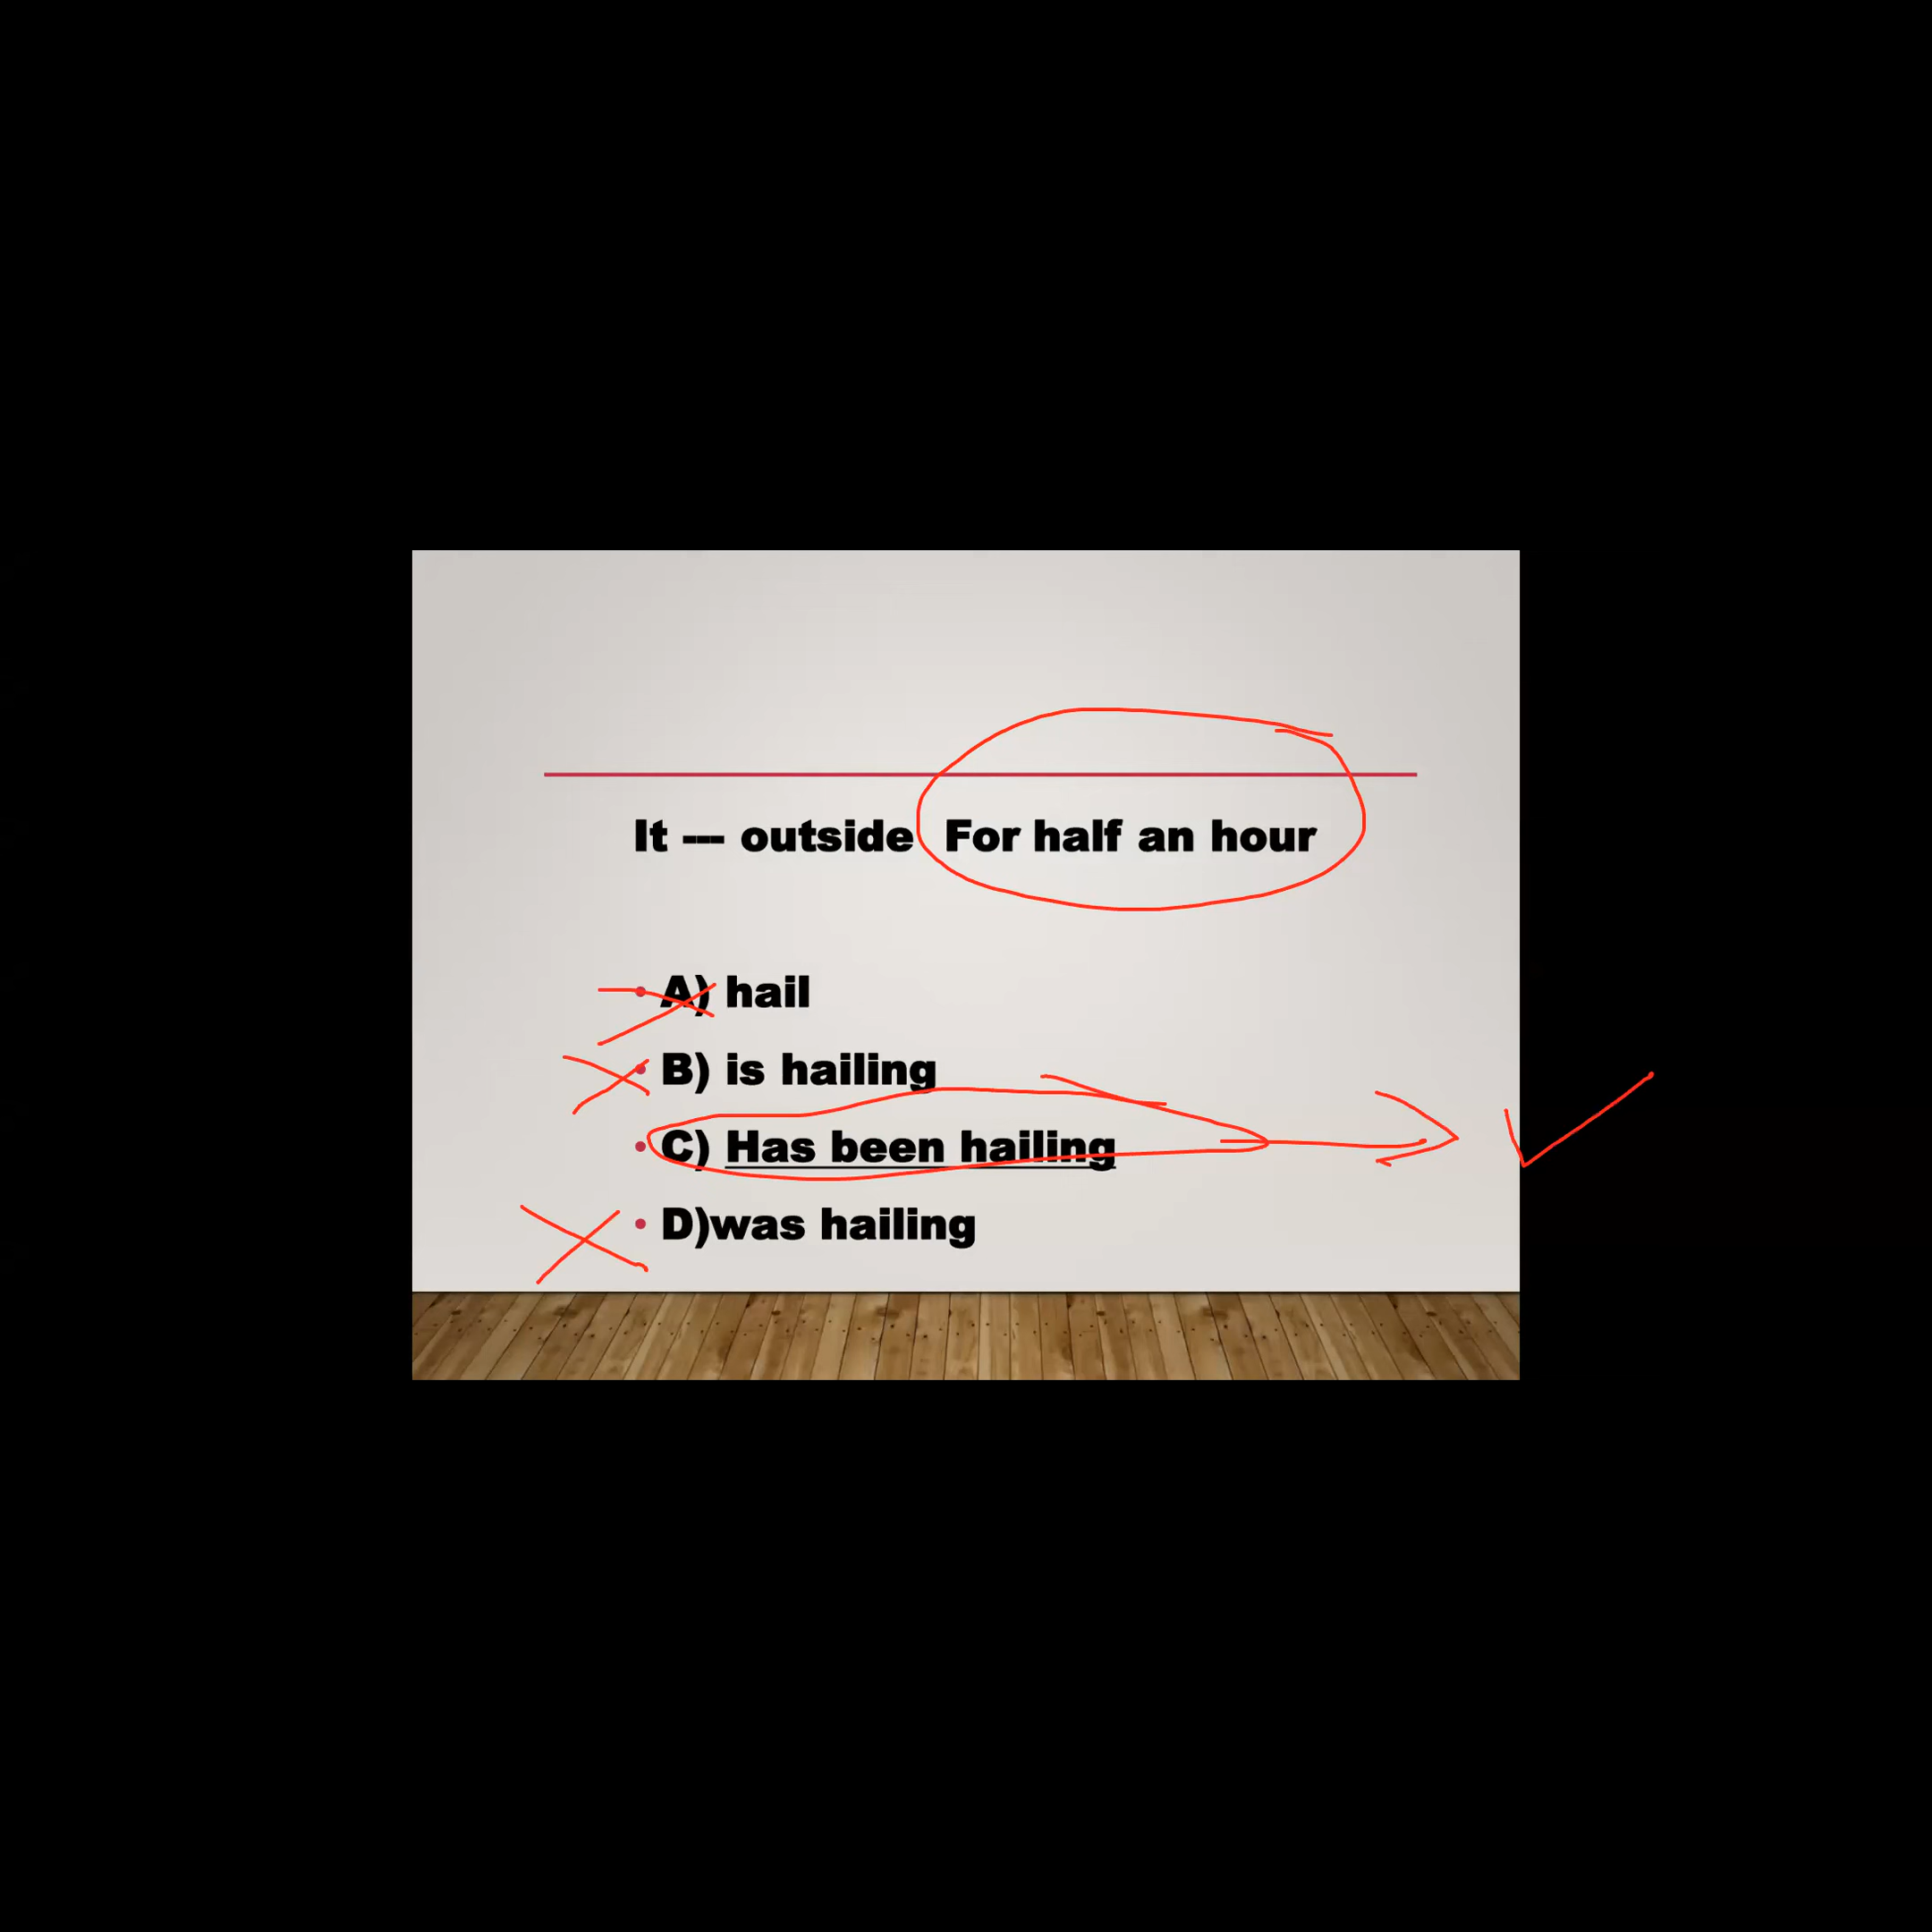 It --- outside For half an hour
A) hail
B) is hailing
C) Has been hailing
D)was hailing